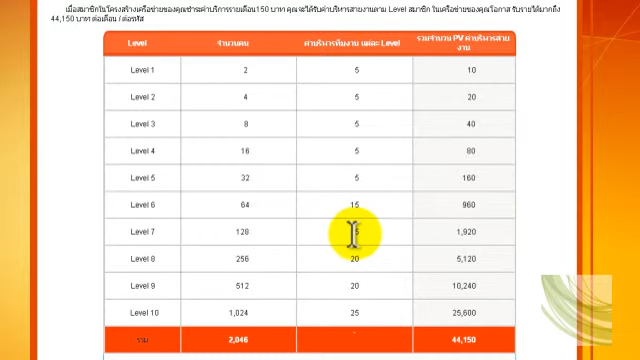 เมื่อสมาชิกในโครงสร้างเครือข่ายของคุณชำระค่าบริการรายเดือน150 บาท คุณจะได้รับค่าบริหารสายงานตาม Level สมาชิก ในเครือข่ายของคุณโอกาส รับรายได้มากถึง
44,150 บาท ต่อเดือน / ต่อรหัส
Level จำนวนคน ค่าบริหารทีมงาน แต่ละ Level รวมจำนวน PV ค่าบริหารสาย
งาน
Level 1 2 5 10
Level 2 4 5 20
Level 3 8 5 40
Level 4 16 5 80
Level 5 32 5 160
Level 6 64 15 960
Level 7 128 5 1,920
Level 8 256 20 5,120
Level 9 512 20 10,240
Level 10 1,024 25 25,600
รวม 2,046 - 44,150